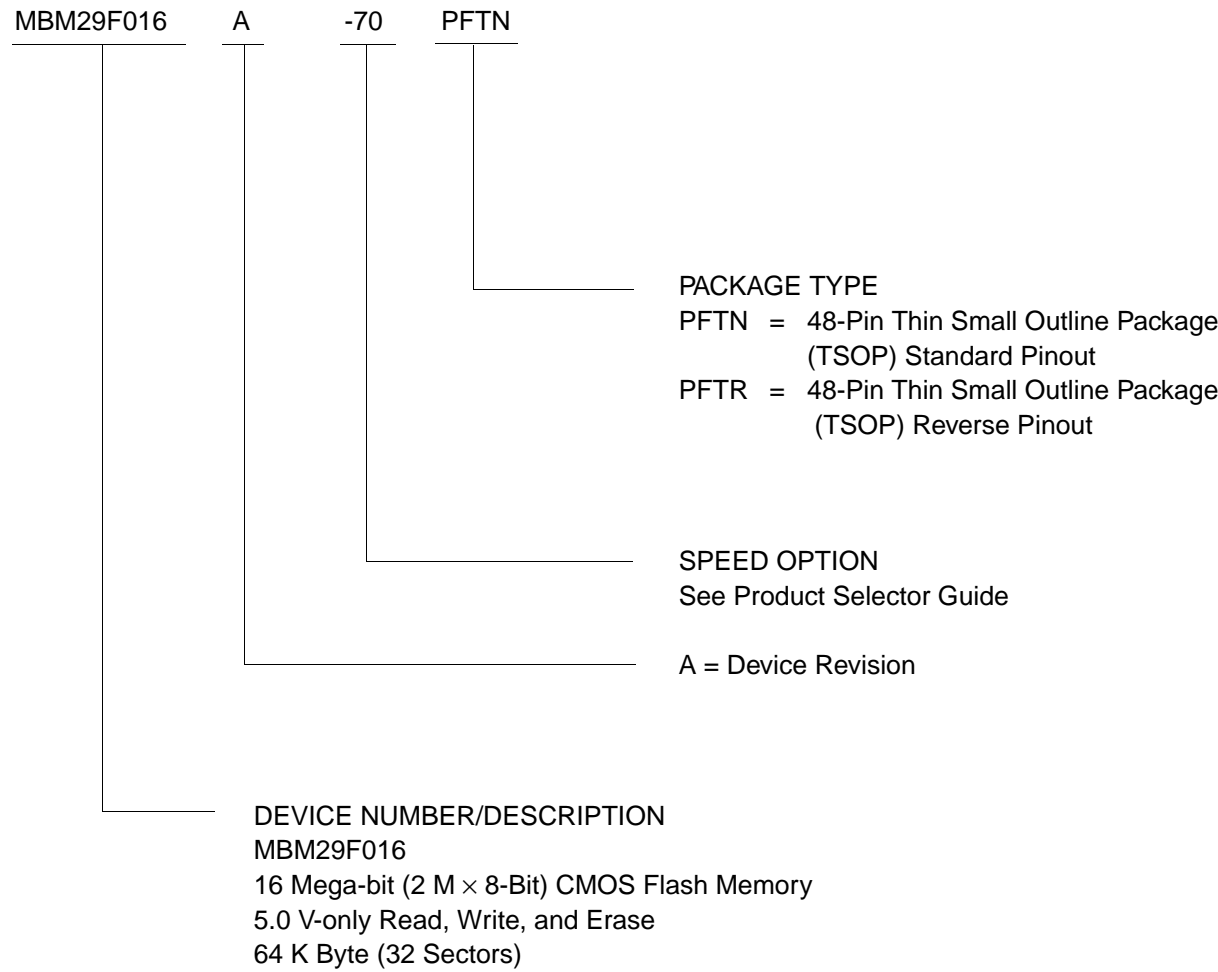 MBM29F016 A -70 PFTN
PACKAGE TYPE
PFTN = 48-Pin Thin Small Outline Package
(TSOP) Standard Pinout
PFTR = 48-Pin Thin Small Outline Package
(TSOP) Reverse Pinout
SPEED OPTION
See Product Selector Guide
A = Device Revision
DEVICE NUMBER/DESCRIPTION
MBM29F016
16 Mega-bit (2 M × 8-Bit) CMOS Flash Memory
5.0 V-only Read, Write, and Erase
64 K Byte (32 Sectors)